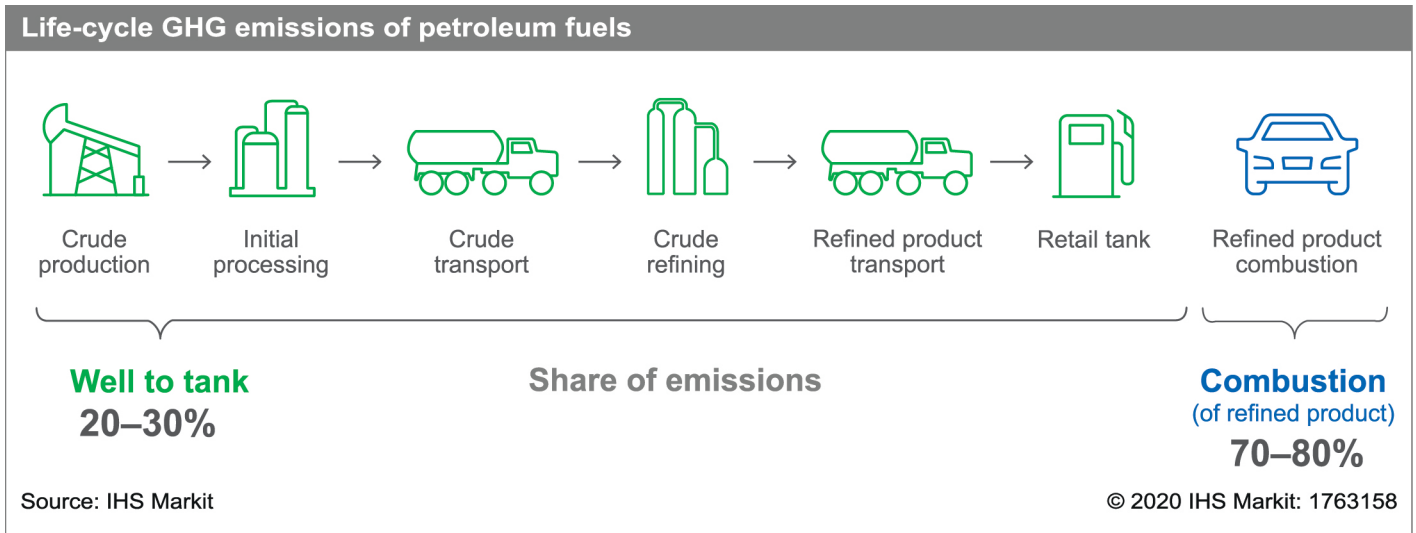 Life-cycle GHG emissions of petroleum fuels
Crude
production
Initial
processing
Crude
transport
Crude
refining
Refined product
transport
Retail tank
Refined product
combustion
Well to tank
20–30%
Share of emissions
Combustion
(of refined product)
70–80%
Source: IHS Markit
© 2020 IHS Markit: 1763158